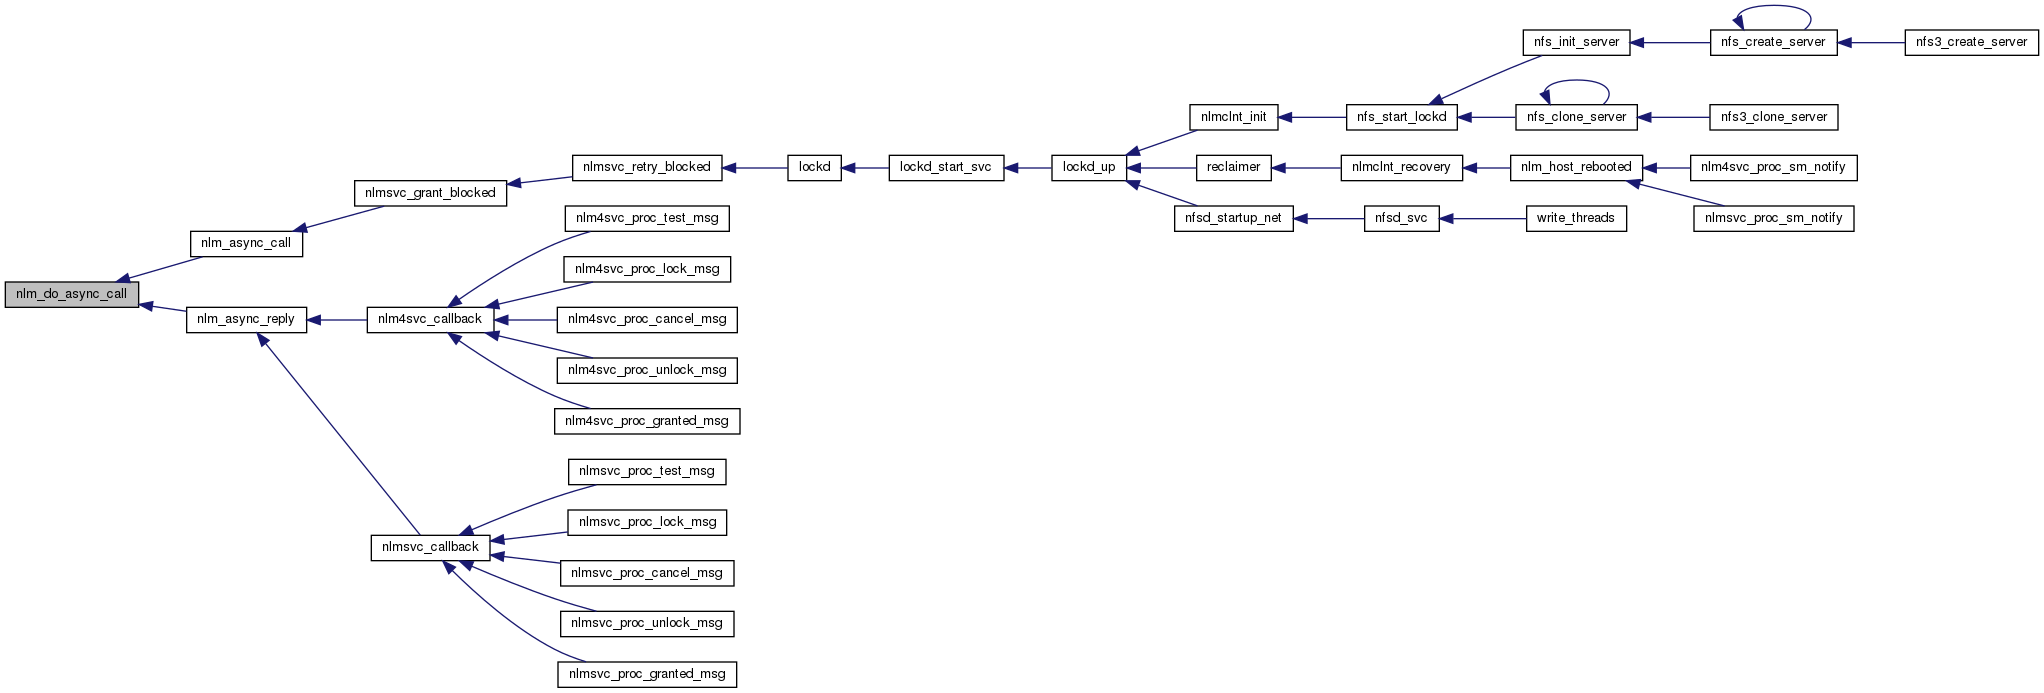 nfs_init_server
nfs_create_server
nfs3_create_server
nlmclnt_init
nfs_start_lockd
nfs_clone_server
nfs3_clone_server
nlmsvc_retry_blocked
lockd
lockd_start_svc
lockd_up
reclaimer
nlmclnt_recovery
nlm_host_rebooted
nlm4svc_proc_sm_notify
nlmsvc_grant_blocked
nlm4svc_proc_test_msg
nfsd_startup_net
nfsd_svc
write_threads
nlmsvc_proc_sm_notify
nlm_async_call
nlm4svc_proc_lock_msg
nlm_do_async_call
nlm_async_reply
nlm4svc_callback
nlm4svc_proc_cancel_msg
nlm4svc_proc_unlock_msg
nlm4svc_proc_granted_msg
nlmsvc_proc_test_msg
nlmsvc_proc_lock_msg
nlmsvc_callback
nlmsvc_proc_cancel_msg
nlmsvc_proc_unlock_msg
nlmsvc_proc_granted_msg